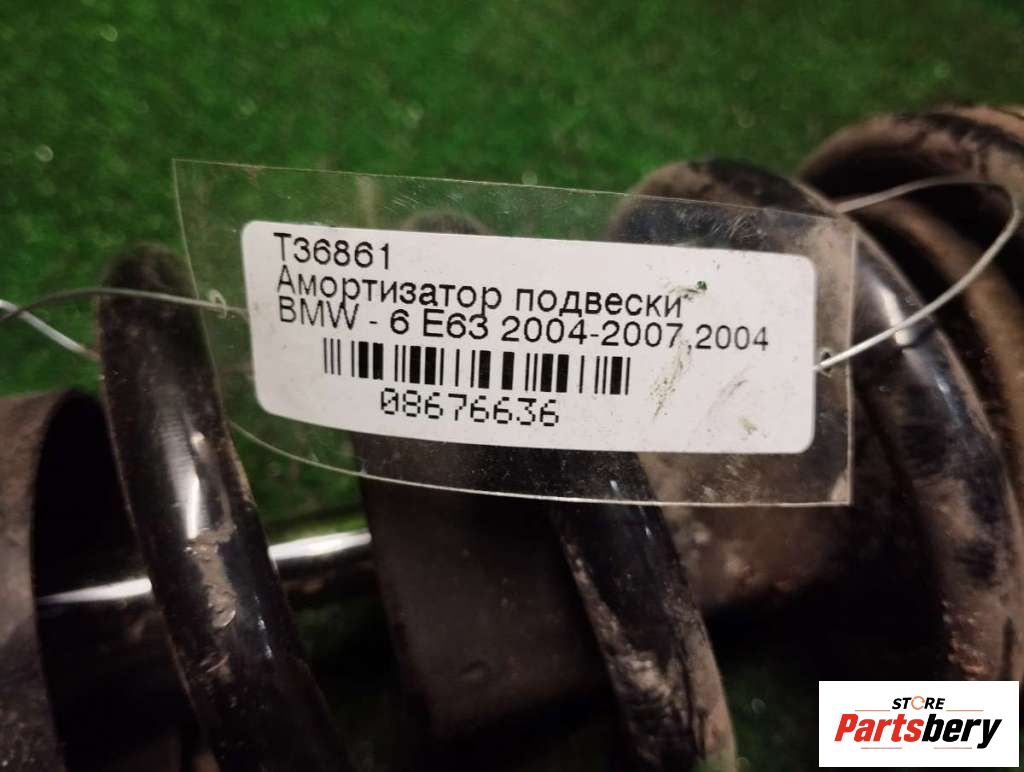 T36861
Амортизатор подвески
BMW - 6 E63 2004-2007,2004
08676636
STORE
Partsbery